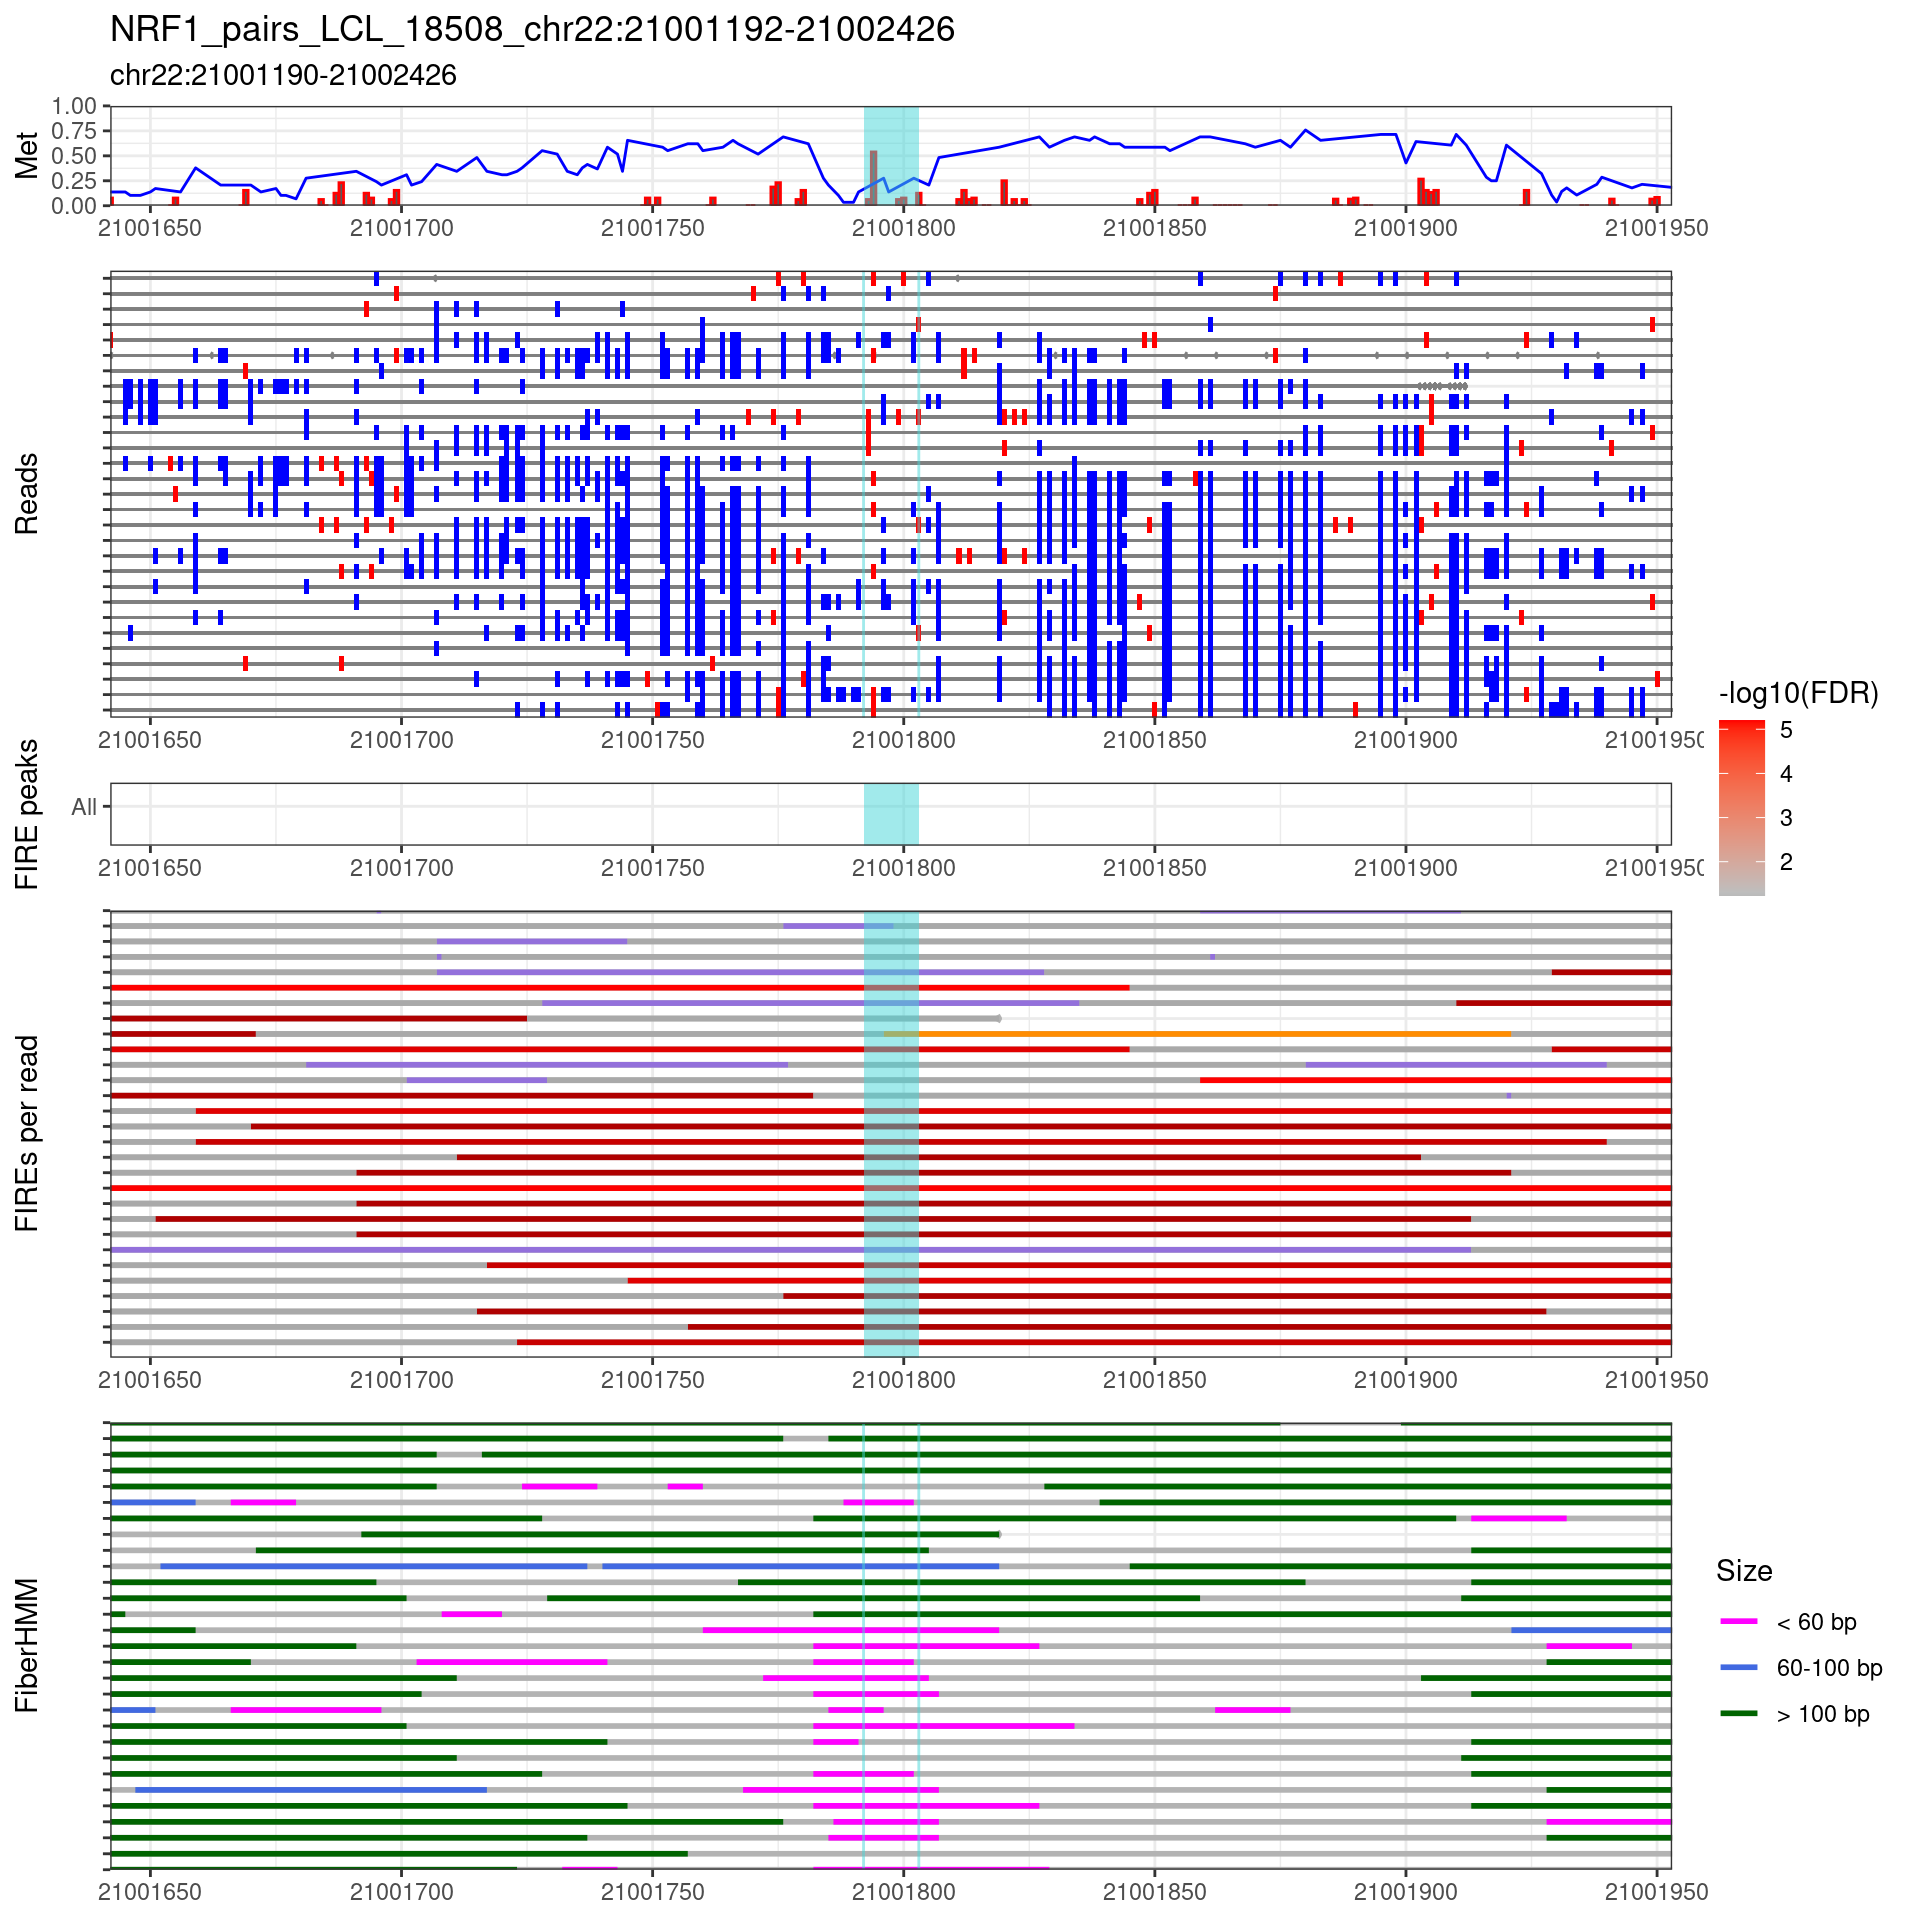 NRF1_pairs_LCL_18508_chr22:21001192-21002426
chr22:21001190-21002426
Met
1.00
0.75
0.50
0.25
0.00
21001650 21001700 21001750 21001800 21001850 21001900 21001950
Reads
21001650 21001700 21001750 21001800 21001850 21001900 21001950
FIRE peaks
All
21001650 21001700 21001750 21001800 21001850 21001900 21001950
-log10(FDR)
5
4
3
2
FIREs per read
21001650 21001700 21001750 21001800 21001850 21001900 21001950
FiberHMM
21001650 21001700 21001750 21001800 21001850 21001900 21001950
Size
< 60 bp
60-100 bp
> 100 bp